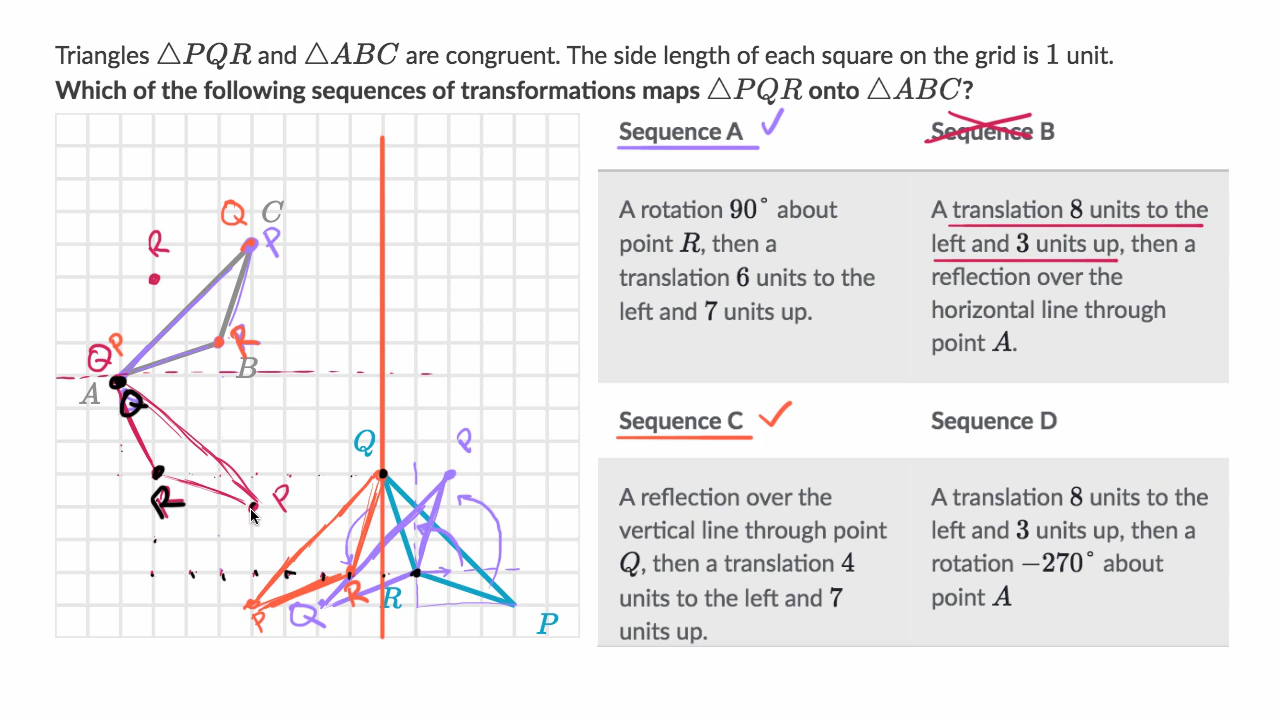 Triangles △PQR and △ABC are congruent. The side length of each square on the grid is 1 unit.
Which of the following sequences of transformations maps △PQR onto △ABC?
Sequence A
Sequence B
A rotation 90° about
point R, then a
translation 6 units to the
left and 7 units up.
A translation 8 units to the
left and 3 units up, then a
reflection over the
horizontal line through
point A.
Sequence C
Sequence D
A reflection over the
vertical line through point
Q, then a translation 4
units to the left and 7
units up.
A translation 8 units to the
left and 3 units up, then a
rotation −270° about
point A
Q
C
R
P
Q
P
R
B
A
Q
Q
P
R
P
P
Q
R
R
P